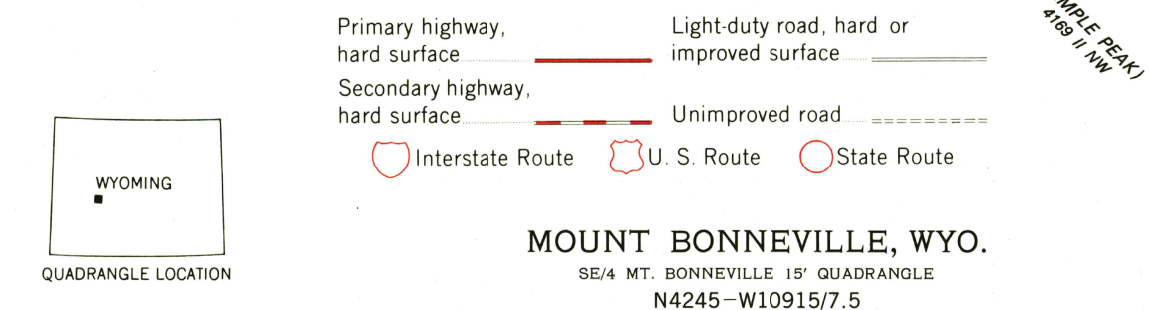 MPLE PEAK)
4169 II NW
Primary highway,
hard surface
Light-duty road, hard or
improved surface
Secondary highway,
hard surface
Unimproved road
Interstate Route
U. S. Route
State Route
WYOMING
QUADRANGLE LOCATION
MOUNT BONNEVILLE, WYO.
SE/4 MT. BONNEVILLE 15' QUADRANGLE
N4245–W10915/7.5